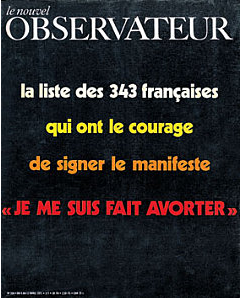 le nouvel
OBSERVATEUR
la liste des 343 françaises
qui ont le courage
de signer le manifeste
« JE ME SUIS FAIT AVORTER »